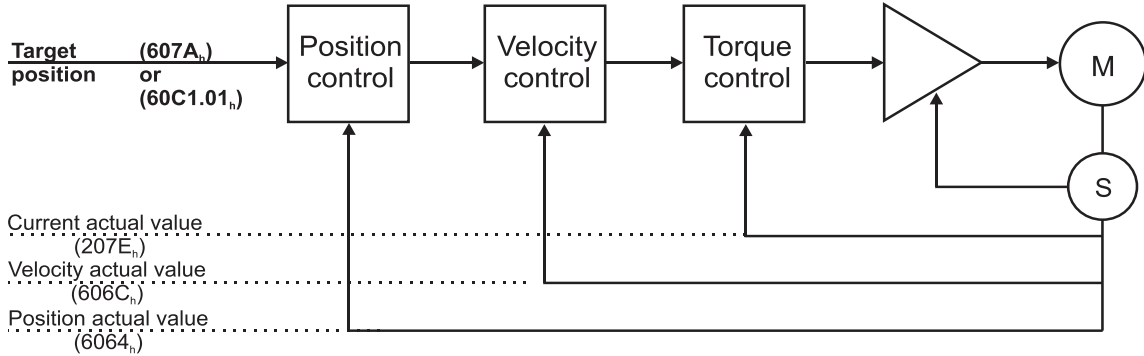 Target (607Aₕ)
position or
(60C1.01ₕ)
Position
control
Velocity
control
Torque
control
M
S
Current actual value
(207Eₕ)
Velocity actual value
(606Cₕ)
Position actual value
(6064ₕ)